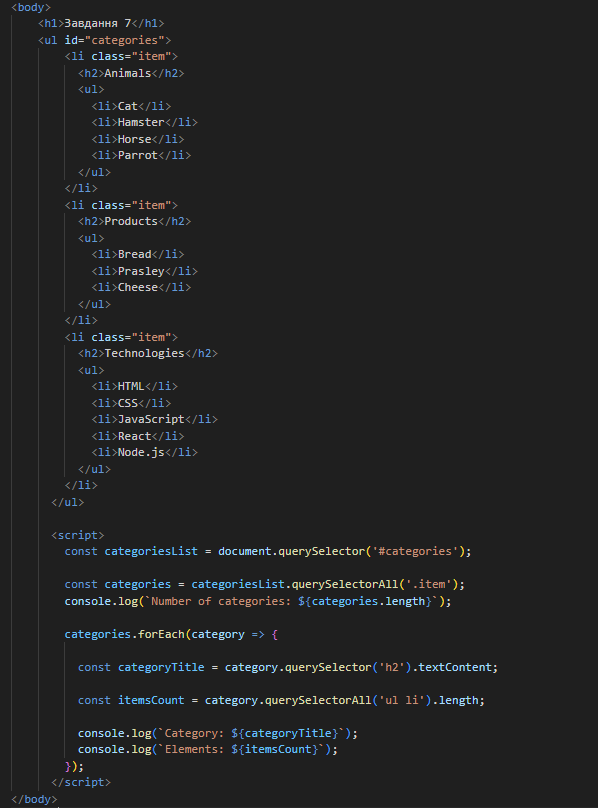 <body>
<h1>Завдання 7</h1>
<ul id="categories">
<li class="item">
<h2>Animals</h2>
<ul>
<li>Cat</li>
<li>Hamster</li>
<li>Horse</li>
<li>Parrot</li>
</ul>
</li>
<li class="item">
<h2>Products</h2>
<ul>
<li>Bread</li>
<li>Prasley</li>
<li>Cheese</li>
</ul>
</li>
<li class="item">
<h2>Technologies</h2>
<ul>
<li>HTML</li>
<li>CSS</li>
<li>JavaScript</li>
<li>React</li>
<li>Node.js</li>
</ul>
</li>
</ul>
<script>
const categoriesList = document.querySelector('#categories');
const categories = categoriesList.querySelectorAll('.item');
console.log(`Number of categories: ${categories.length}`);
categories.forEach(category => {
const categoryTitle = category.querySelector('h2').textContent;
const itemsCount = category.querySelectorAll('ul li').length;
console.log(`Category: ${categoryTitle}`);
console.log(`Elements: ${itemsCount}`);
});
</script>
</body>